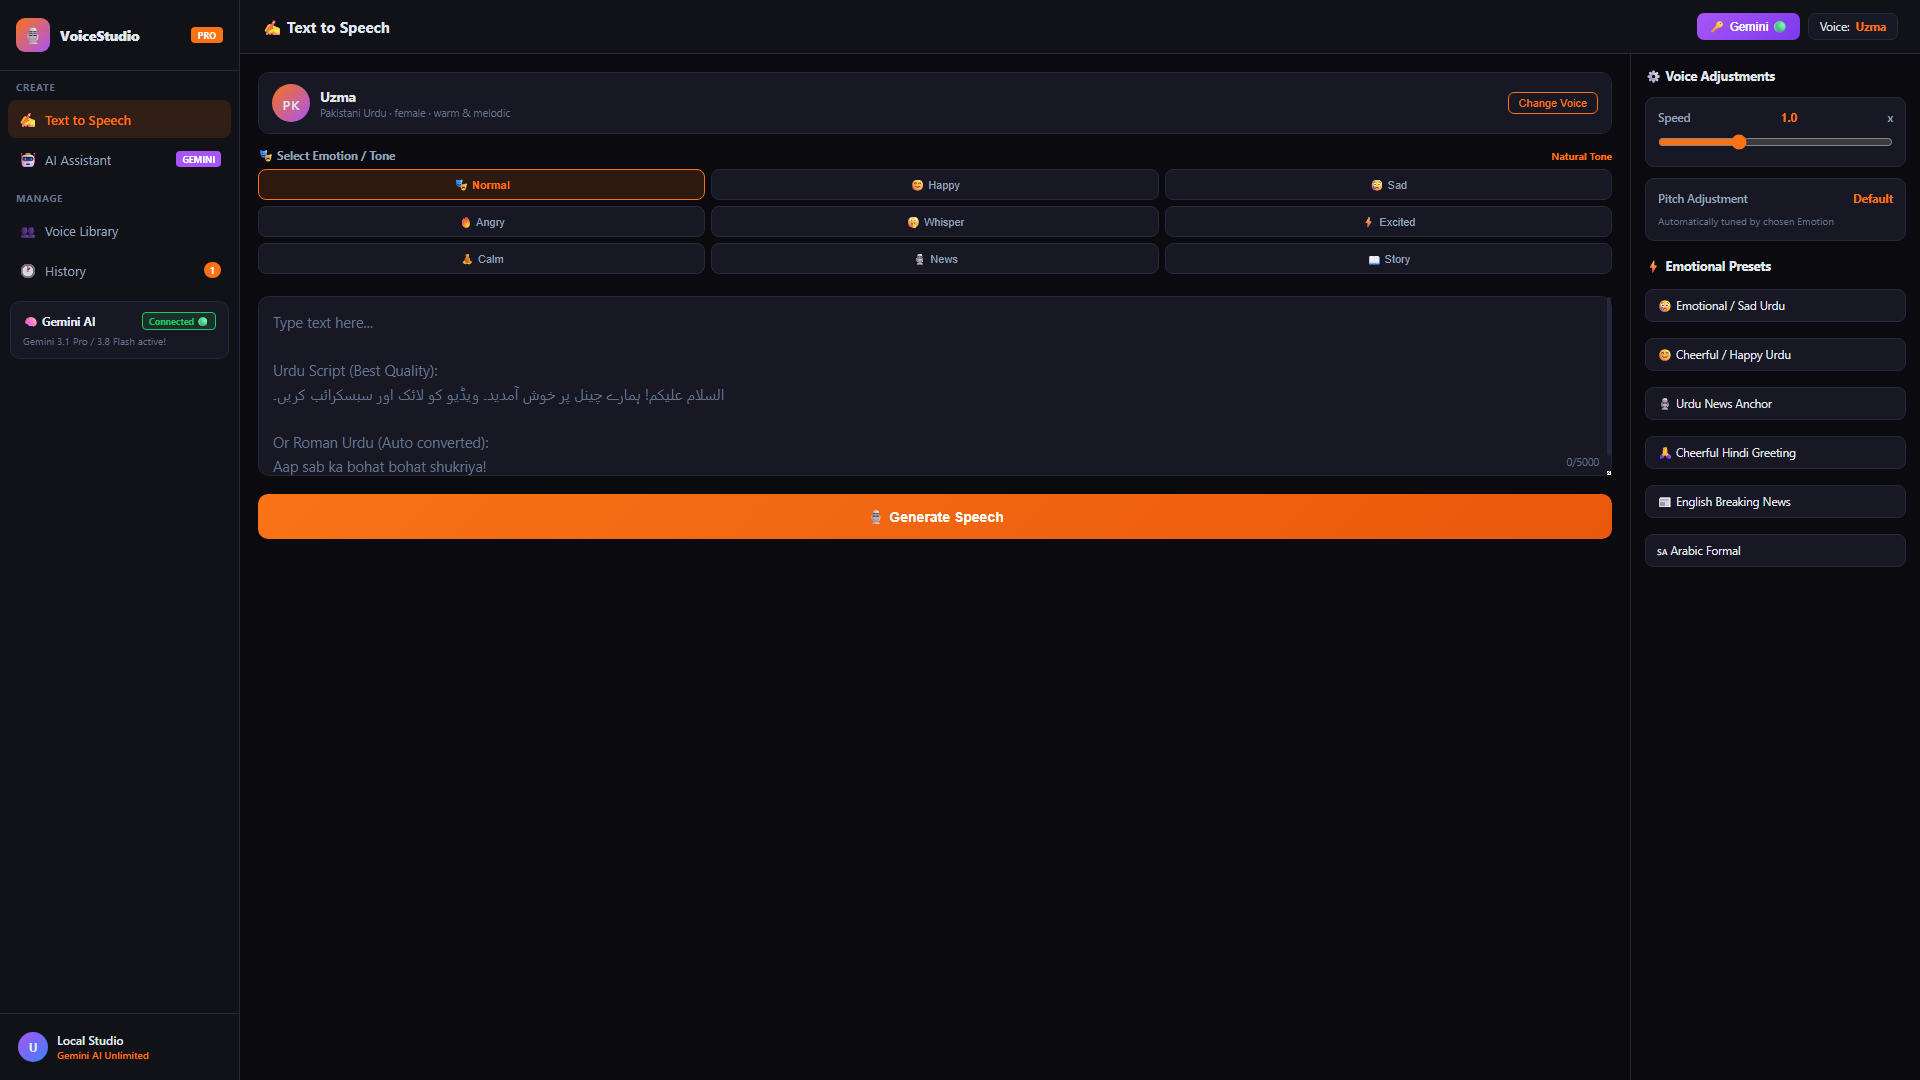 VoiceStudio
PRO
CREATE
Text to Speech
AI Assistant
GEMINI
MANAGE
Voice Library
History
1
Gemini AI
Connected
Gemini 3.1 Pro / 3.8 Flash active!
Local Studio
U
Gemini AI Unlimited
Text to Speech
Gemini
Voice: Uzma
PK
Uzma
Pakistani Urdu · female · warm & melodic
Change Voice
Select Emotion / Tone
Natural Tone
Normal
Happy
Sad
Angry
Whisper
Excited
Calm
News
Story
Type text here...
Urdu Script (Best Quality):
السلام علیکم! ہمارے چینل پر خوش آمدید۔ ویڈیو کو لائک اور سبسکرائب کریں۔
Or Roman Urdu (Auto converted):
Aap sab ka bohat bohat shukriya!
0/5000
Generate Speech
Voice Adjustments
Speed
1.0
x
Pitch Adjustment
Default
Automatically tuned by chosen Emotion
Emotional Presets
Emotional / Sad Urdu
Cheerful / Happy Urdu
Urdu News Anchor
Cheerful Hindi Greeting
English Breaking News
SA Arabic Formal